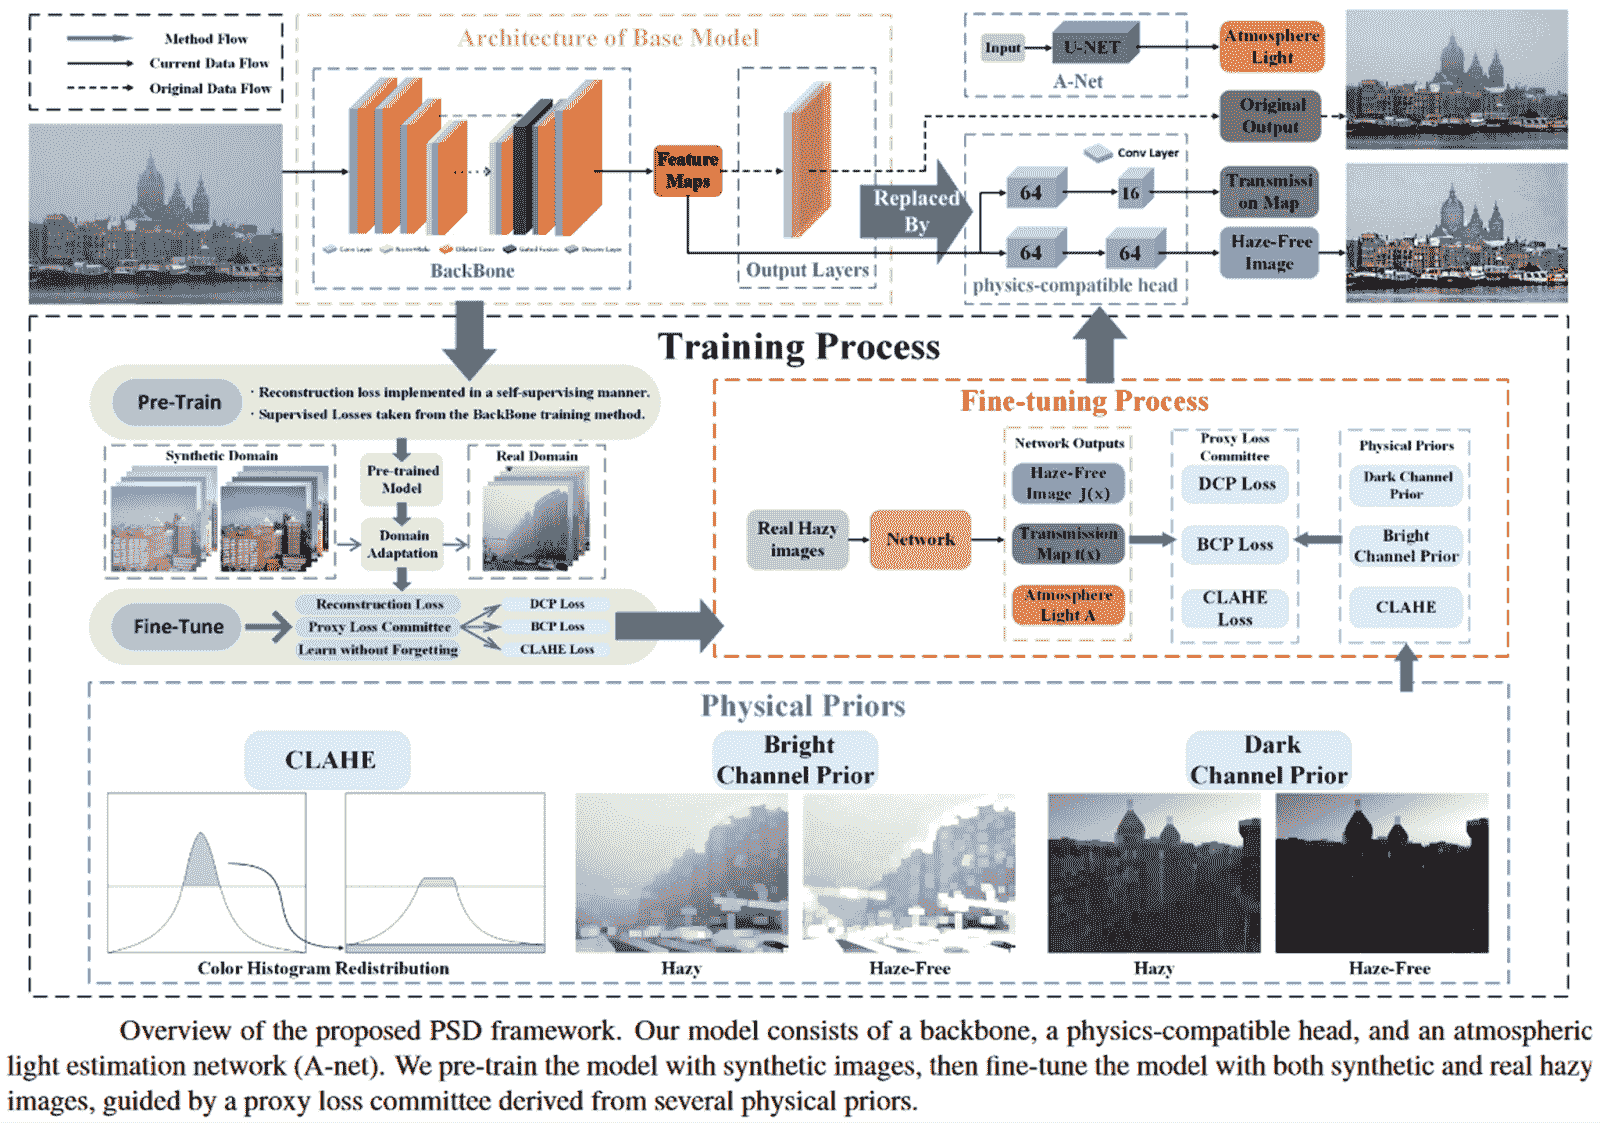 Method Flow
Current Data Flow
Original Data Flow
Architecture of Base Model
Conv Layer
Dilated Conv
Gated Fusion
BackBone
Feature
Maps
Output Layers
Replaced
By
Input
U-NET
A-Net
Atmosphere
Light
Original
Output
Conv Layer
64
16
Transmissi
on Map
64
64
Haze-Free
Image
physics-compatible head
Training Process
Pre-Train
· Reconstruction loss implemented in a self-supervising manner.
· Supervised Losses taken from the BackBone training method.
Synthetic Domain
Pre-trained
Model
Domain
Adaptation
Real Domain
Fine-Tune
Reconstruction Loss
Proxy Loss Committee
Learn without Forgetting
DCP Loss
BCP Loss
CLAHE Loss
Fine-tuning Process
Real Hazy
images
Network
Network Outputs
Haze-Free
Image J(x)
Transmission
Map t(x)
Atmosphere
Light A
Proxy Loss
Committee
DCP Loss
BCP Loss
CLAHE
Loss
Physical Priors
Dark Channel
Prior
Bright
Channel Prior
CLAHE
Physical Priors
CLAHE
Color Histogram Redistribution
Bright
Channel Prior
Hazy
Haze-Free
Dark
Channel Prior
Hazy
Haze-Free
Overview of the proposed PSD framework. Our model consists of a backbone, a physics-compatible head, and an atmospheric
light estimation network (A-net). We pre-train the model with synthetic images, then fine-tune the model with both synthetic and real hazy
images, guided by a proxy loss committee derived from several physical priors.